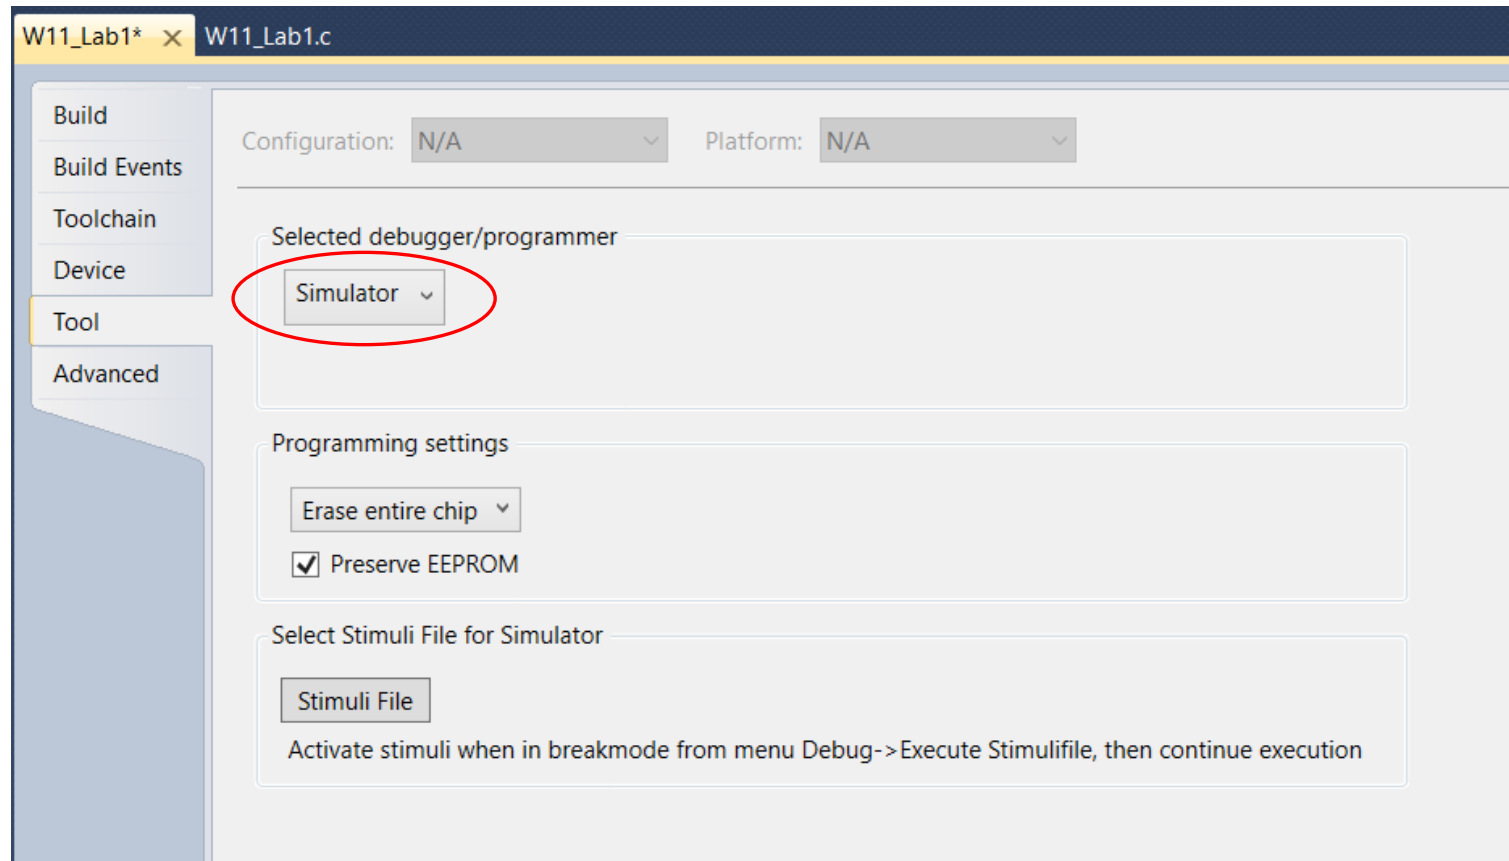 W11_Lab1* W11_Lab1.c
Build
Build Events
Toolchain
Device
Tool
Advanced
Configuration: N/A Platform: N/A
Selected debugger/programmer
Simulator
Programming settings
Erase entire chip
Preserve EEPROM
Select Stimuli File for Simulator
Stimuli File
Activate stimuli when in breakmode from menu Debug->Execute Stimulifile, then continue execution